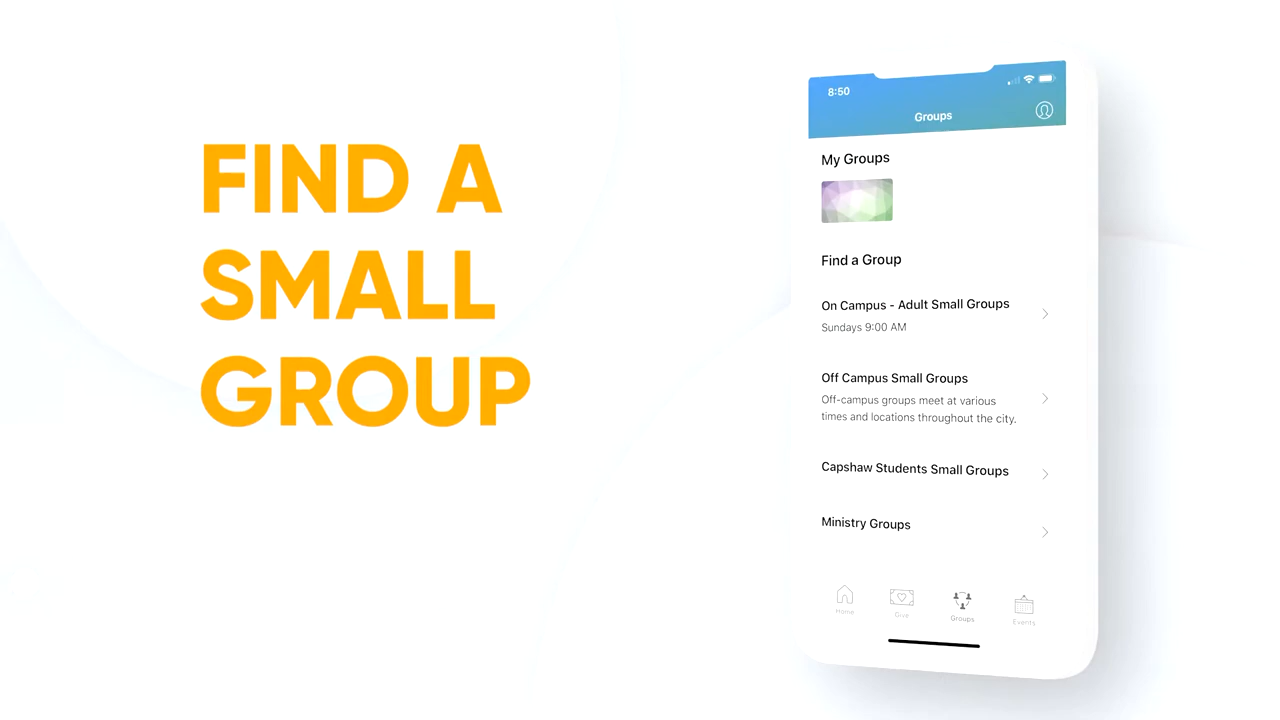 FIND A
SMALL
GROUP
8:50
Groups
My Groups
Find a Group
On Campus - Adult Small Groups
Sundays 9:00 AM
Off Campus Small Groups
Off-campus groups meet at various
times and locations throughout the city.
Capshaw Students Small Groups
Ministry Groups
Home
Give
Groups
Events